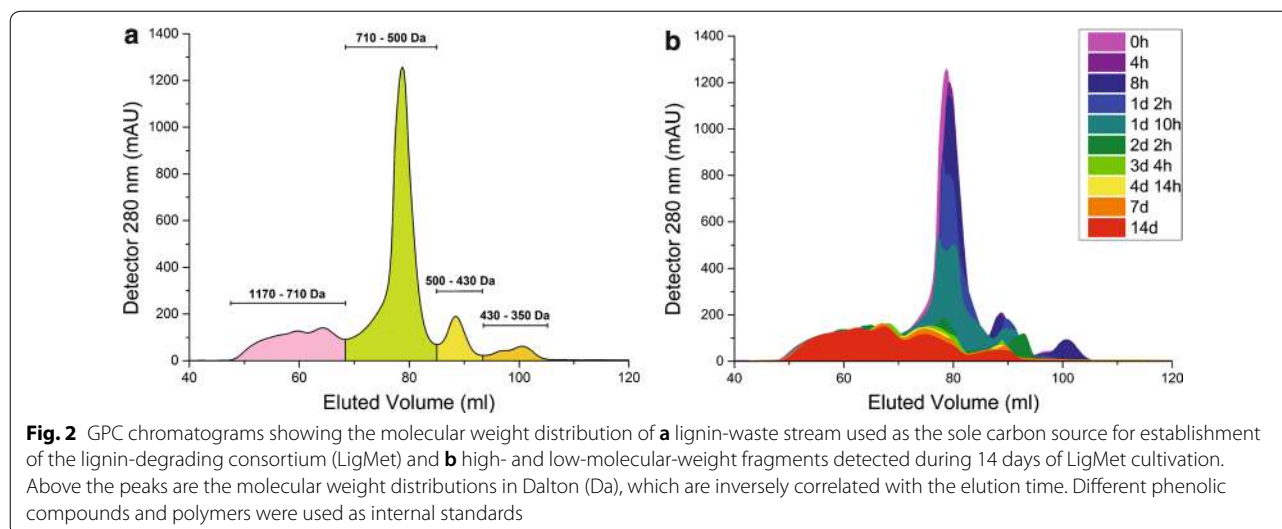 a
1400
1200
1000
800
600
400
200
0
Detector 280 nm (mAU)
710 - 500 Da
1170 - 710 Da
500 - 430 Da
430 - 350 Da
40
60
80
100
120
Eluted Volume (ml)
b
1400
1200
1000
800
600
400
200
0
Detector 280 nm (mAU)
0h
4h
8h
1d 2h
1d 10h
2d 2h
3d 4h
4d 14h
7d
14d
40
60
80
100
120
Eluted Volume (ml)
Fig. 2 GPC chromatograms showing the molecular weight distribution of a lignin-waste stream used as the sole carbon source for establishment
of the lignin-degrading consortium (LigMet) and b high- and low-molecular-weight fragments detected during 14 days of LigMet cultivation.
Above the peaks are the molecular weight distributions in Dalton (Da), which are inversely correlated with the elution time. Different phenolic
compounds and polymers were used as internal standards